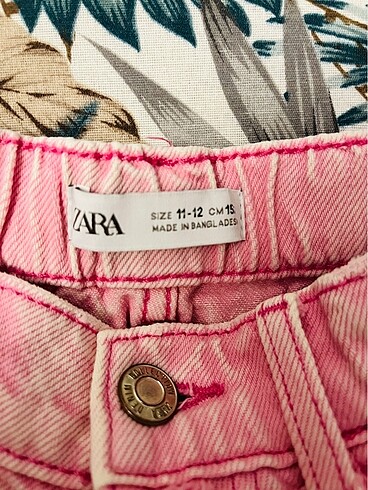 ZARA
SIZE 11-12 CM 15
MADE IN BANGLADES